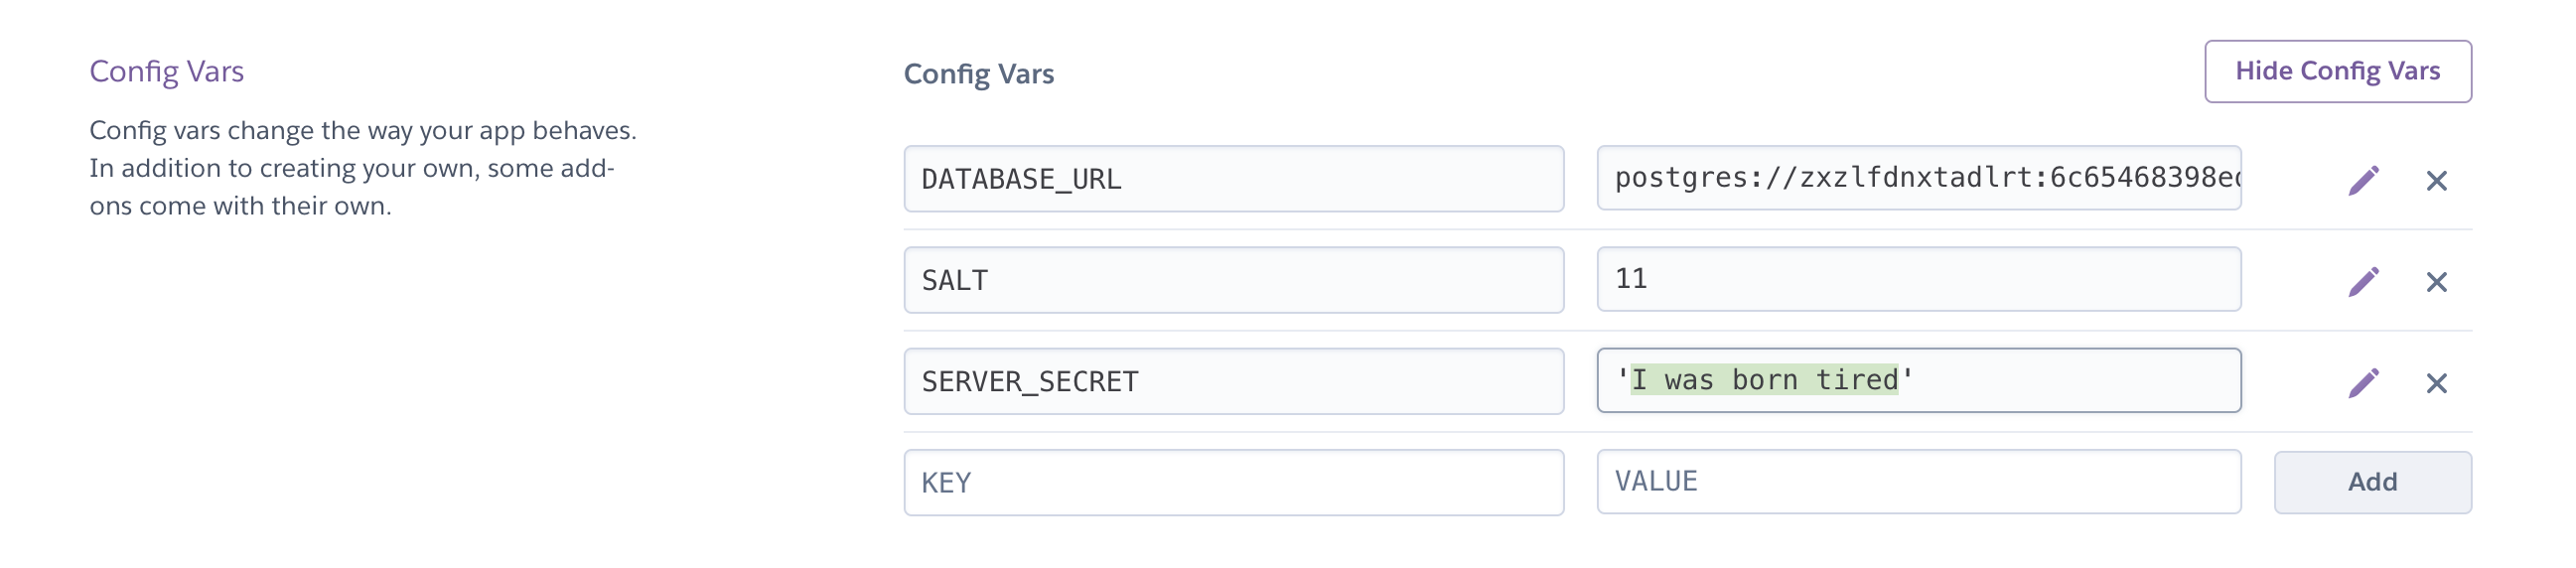 Config Vars
Config vars change the way your app behaves.
In addition to creating your own, some add-
ons come with their own.
Config Vars
Hide Config Vars
DATABASE_URL postgres://zxzlfdnxtadlrt:6c65468398e
SALT 11
SERVER_SECRET 'I was born tired'
KEY VALUE Add